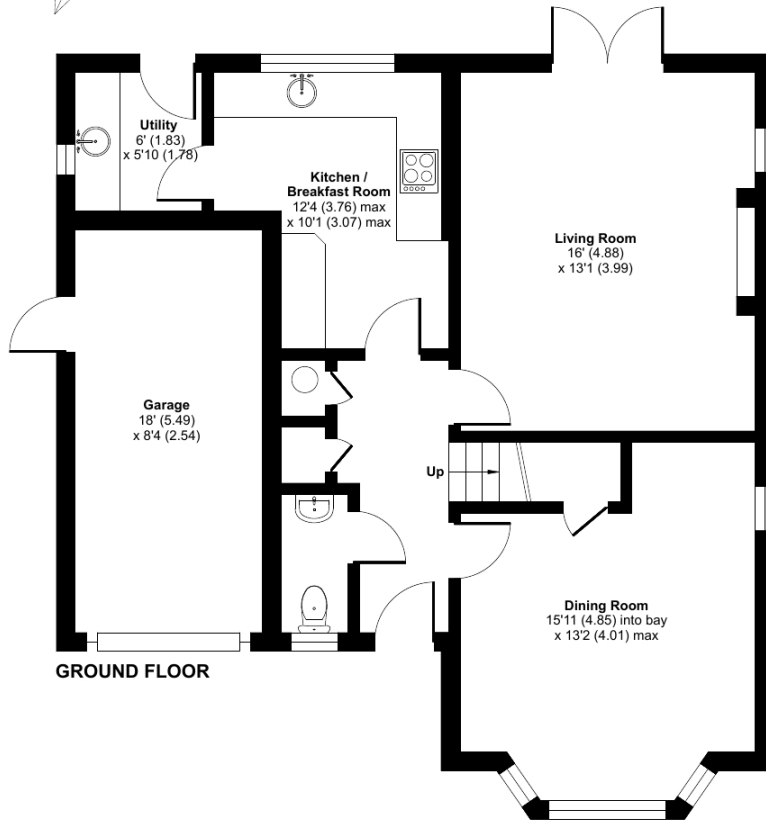 Utility
6' (1.83)
x 5'10 (1.78)
Kitchen /
Breakfast Room
12'4 (3.76) max
x 10'1 (3.07) max
Living Room
16' (4.88)
x 13'1 (3.99)
Garage
18' (5.49)
x 8'4 (2.54)
Up
Dining Room
15'11 (4.85) into bay
x 13'2 (4.01) max
GROUND FLOOR